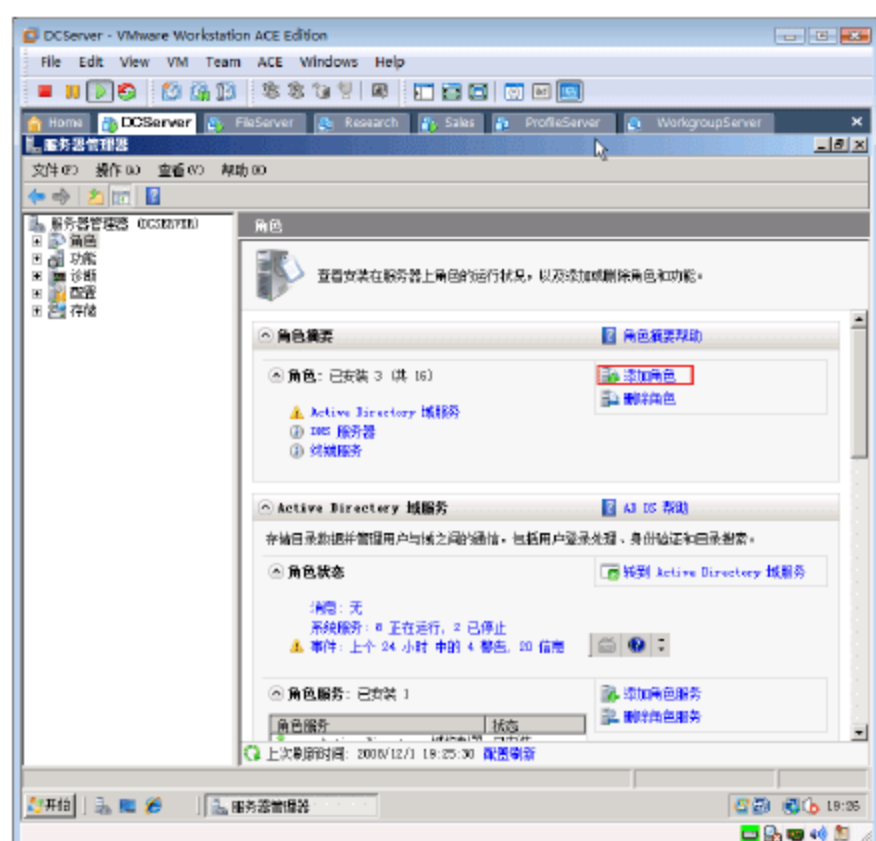 DCServer - VMware Workstation ACE Edition
File Edit View VM Team ACE Windows Help
Home DCServer FileServer Research Sales ProfileServer WorkgroupServer
服务器管理器
文件(F) 操作(A) 查看(V) 帮助(H)
服务器管理器 (DCSERVER)
角色
功能
诊断
配置
存储
角色
查看安装在服务器上角色的运行状况，以及添加或删除角色和功能。
角色摘要 角色摘要帮助
角色: 已安装 3 (共 16) 添加角色
删除角色
Active Directory 域服务
DNS 服务器
终端服务
Active Directory 域服务 AD DS 帮助
存储目录数据并管理用户与域之间的通信，包括用户登录处理、身份验证和目录搜索。
角色状态 转到 Active Directory 域服务
消息: 无
系统服务: 8 正在运行, 2 已停止
事件: 上个 24 小时 中的 4 警告, 20 信息
角色服务: 已安装 1 添加角色服务
删除角色服务
角色服务 状态
上次刷新时间: 2008/12/1 19:25:30 配置刷新
开始 服务器管理器 19:26